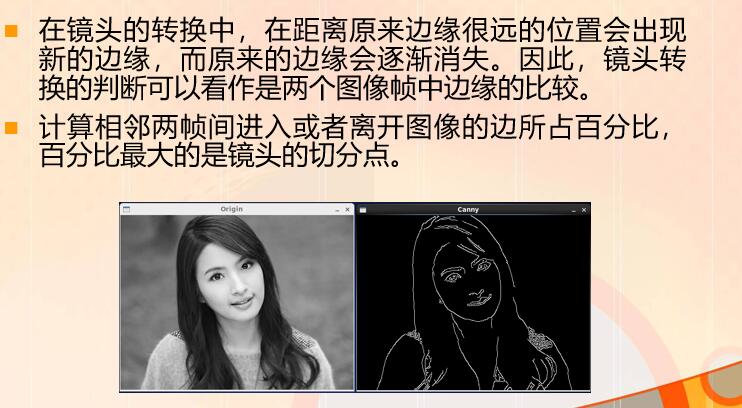 在镜头的转换中，在距离原来边缘很远的位置会出现
新的边缘，而原来的边缘会逐渐消失。因此，镜头转
换的判断可以看作是两个图像帧中边缘的比较。
计算相邻两帧间进入或者离开图像的边所占百分比，
百分比最大的是镜头的切分点。
Origin
Canny